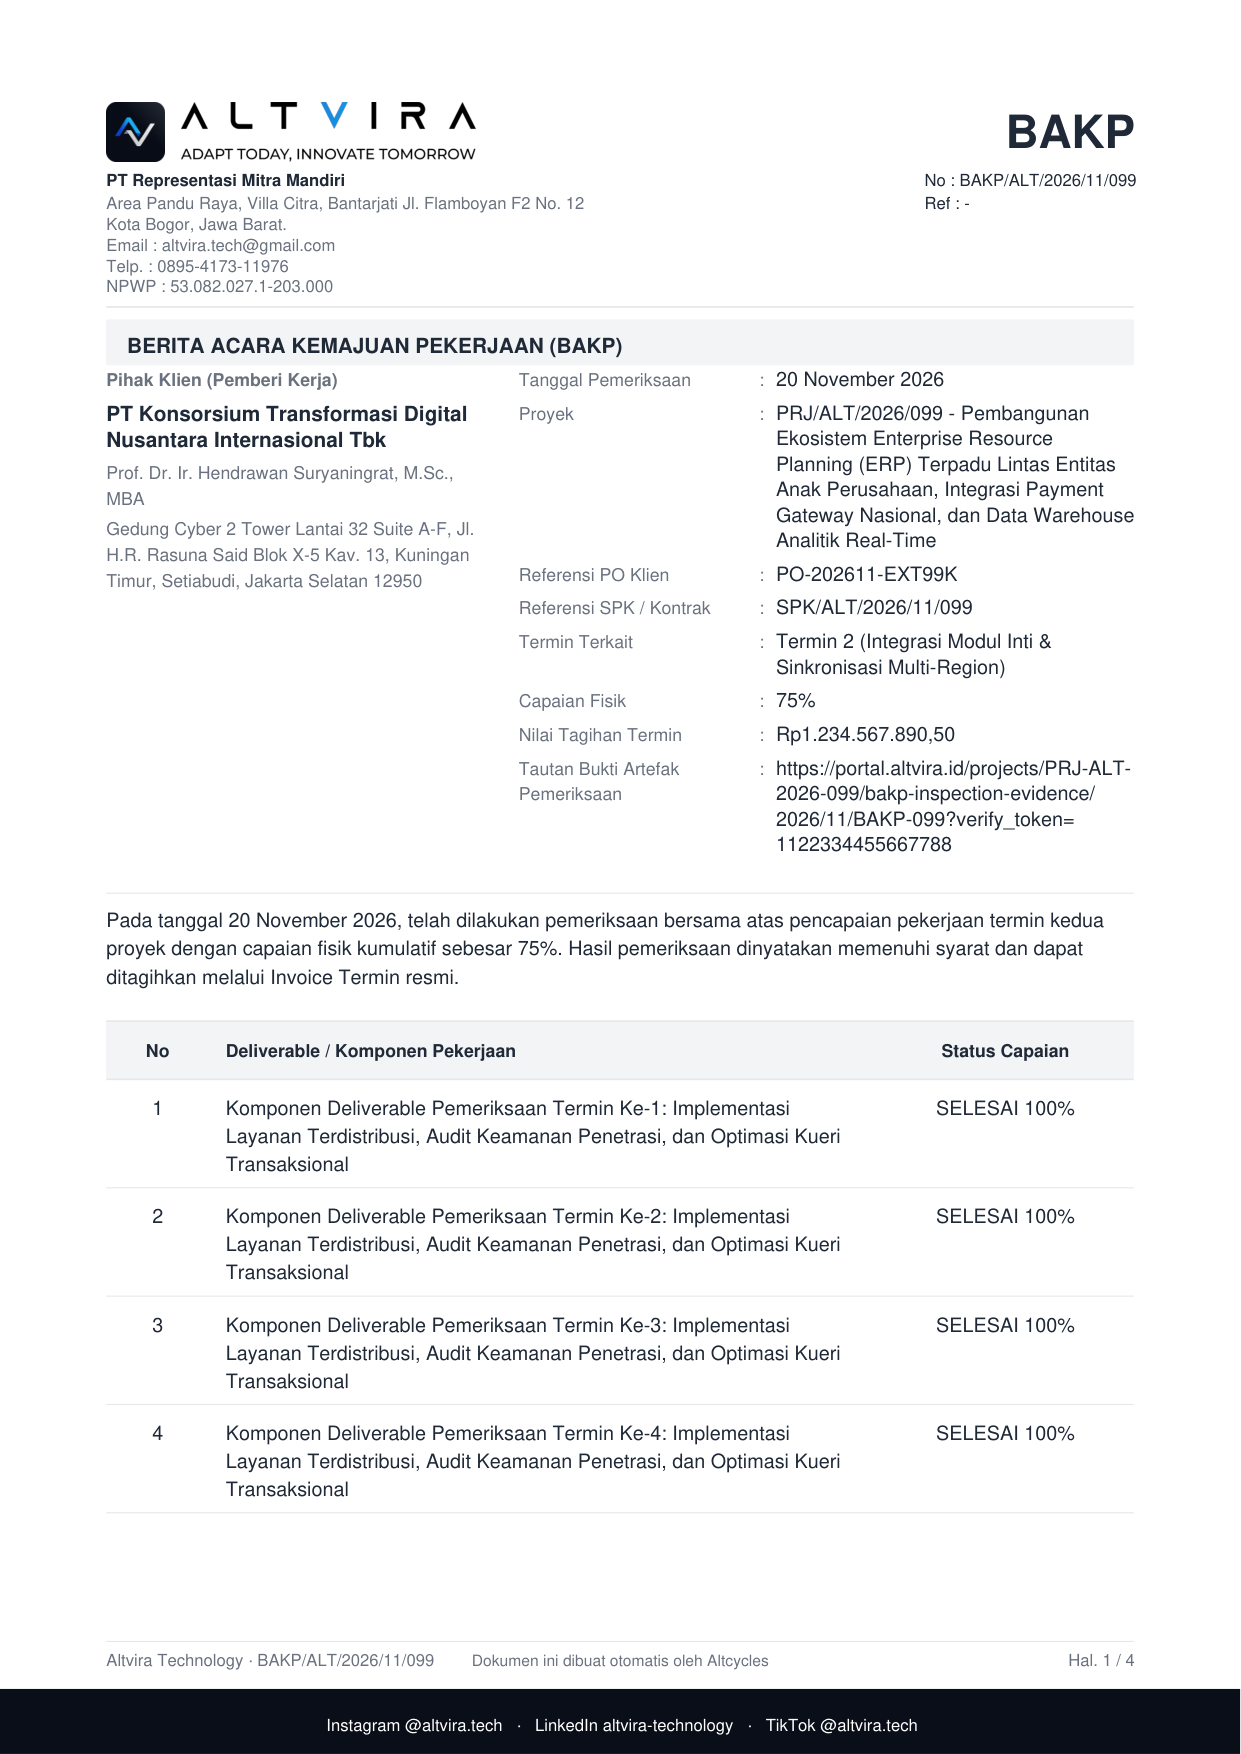 ALTVIRA
ADAPT TODAY, INNOVATE TOMORROW
BAKP
PT Representasi Mitra Mandiri
Area Pandu Raya, Villa Citra, Bantarjati Jl. Flamboyan F2 No. 12
Kota Bogor, Jawa Barat.
Email : altvira.tech@gmail.com
Telp. : 0895-4173-11976
NPWP : 53.082.027.1-203.000
No : BAKP/ALT/2026/11/099
Ref : -
BERITA ACARA KEMAJUAN PEKERJAAN (BAKP)
Pihak Klien (Pemberi Kerja)
PT Konsorsium Transformasi Digital
Nusantara Internasional Tbk
Prof. Dr. Ir. Hendrawan Suryaningrat, M.Sc.,
MBA
Gedung Cyber 2 Tower Lantai 32 Suite A-F, Jl.
H.R. Rasuna Said Blok X-5 Kav. 13, Kuningan
Timur, Setiabudi, Jakarta Selatan 12950
Tanggal Pemeriksaan : 20 November 2026
Proyek : PRJ/ALT/2026/099 - Pembangunan
Ekosistem Enterprise Resource
Planning (ERP) Terpadu Lintas Entitas
Anak Perusahaan, Integrasi Payment
Gateway Nasional, dan Data Warehouse
Analitik Real-Time
Referensi PO Klien : PO-202611-EXT99K
Referensi SPK / Kontrak : SPK/ALT/2026/11/099
Termin Terkait : Termin 2 (Integrasi Modul Inti &
Sinkronisasi Multi-Region)
Capaian Fisik : 75%
Nilai Tagihan Termin : Rp1.234.567.890,50
Tautan Bukti Artefak : https://portal.altvira.id/projects/PRJ-ALT-
Pemeriksaan 2026-099/bakp-inspection-evidence/
2026/11/BAKP-099?verify_token=
1122334455667788
Pada tanggal 20 November 2026, telah dilakukan pemeriksaan bersama atas pencapaian pekerjaan termin kedua
proyek dengan capaian fisik kumulatif sebesar 75%. Hasil pemeriksaan dinyatakan memenuhi syarat dan dapat
ditagihkan melalui Invoice Termin resmi.
No Deliverable / Komponen Pekerjaan Status Capaian
1 Komponen Deliverable Pemeriksaan Termin Ke-1: Implementasi SELESAI 100%
Layanan Terdistribusi, Audit Keamanan Penetrasi, dan Optimasi Kueri
Transaksional
2 Komponen Deliverable Pemeriksaan Termin Ke-2: Implementasi SELESAI 100%
Layanan Terdistribusi, Audit Keamanan Penetrasi, dan Optimasi Kueri
Transaksional
3 Komponen Deliverable Pemeriksaan Termin Ke-3: Implementasi SELESAI 100%
Layanan Terdistribusi, Audit Keamanan Penetrasi, dan Optimasi Kueri
Transaksional
4 Komponen Deliverable Pemeriksaan Termin Ke-4: Implementasi SELESAI 100%
Layanan Terdistribusi, Audit Keamanan Penetrasi, dan Optimasi Kueri
Transaksional
Altvira Technology · BAKP/ALT/2026/11/099 Dokumen ini dibuat otomatis oleh Altcycles Hal. 1 / 4
Instagram @altvira.tech · LinkedIn altvira-technology · TikTok @altvira.tech